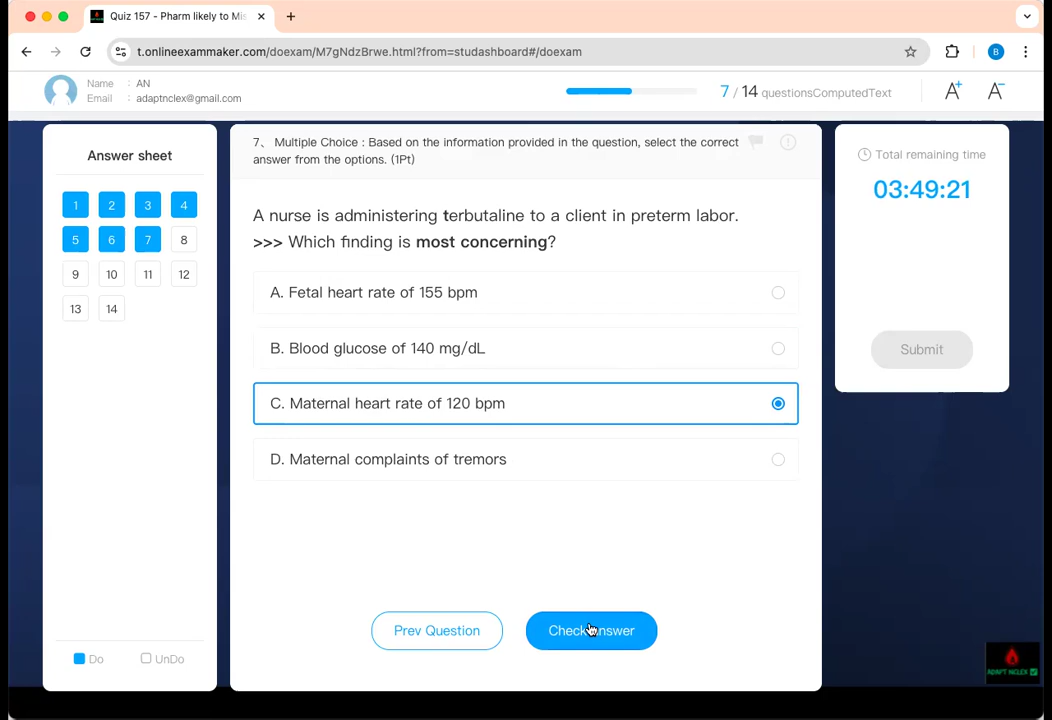 Quiz 157 - Pharm likely to Mis
t.onlineexammaker.com/doexam/M7gNdzBrwe.html?from=studashboard#/doexam
B
Name : AN
Email : adaptnclex@gmail.com
7 / 14 questionsComputedText
A+ A-
Answer sheet
1 2 3 4
5 6 7 8
9 10 11 12
13 14
Do UnDo
7、 Multiple Choice : Based on the information provided in the question, select the correct
answer from the options. (1Pt)
A nurse is administering terbutaline to a client in preterm labor.
>>> Which finding is most concerning?
A. Fetal heart rate of 155 bpm
B. Blood glucose of 140 mg/dL
C. Maternal heart rate of 120 bpm
D. Maternal complaints of tremors
Prev Question
Check Answer
Total remaining time
03:49:21
Submit
ADAPT NCLEX